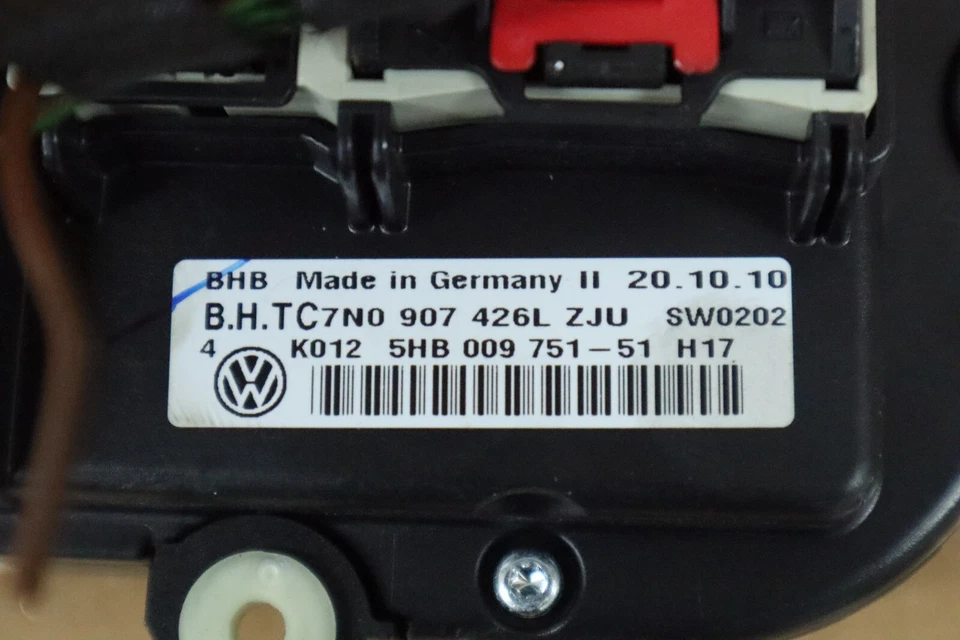 BHB Made in Germany II 20.10.10
B.H.TC7N0 907 426L ZJU SW0202
4 K012 5HB 009 751-51 H17